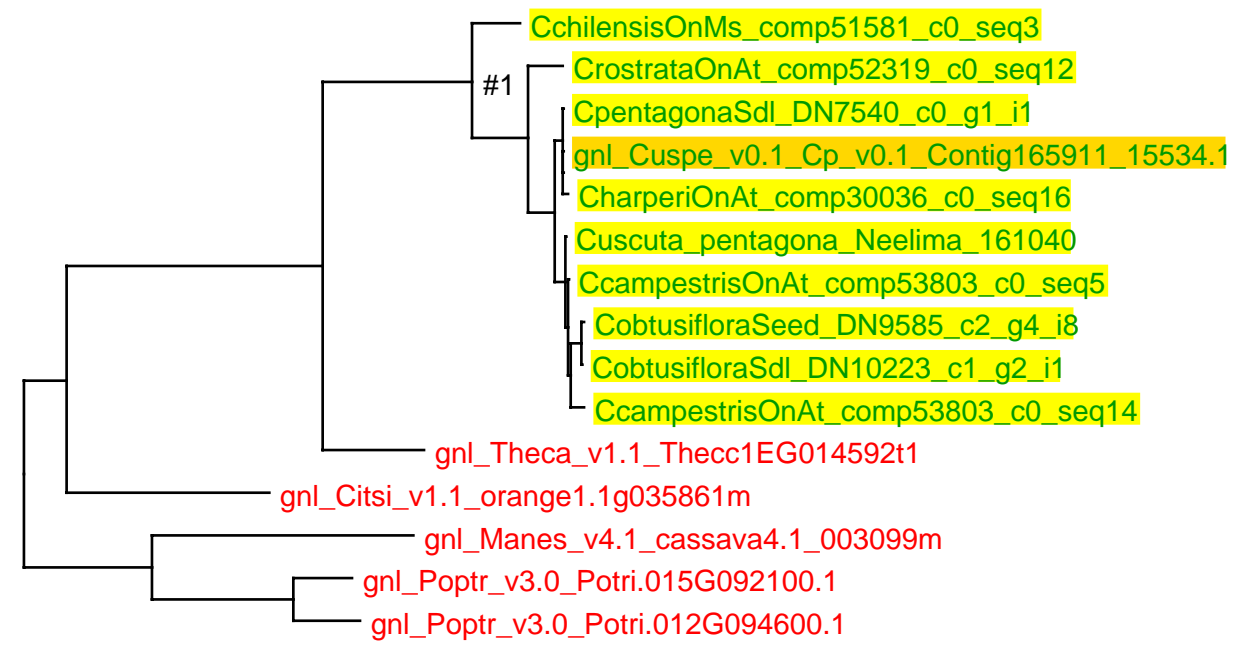 CchilensisOnMs_comp51581_c0_seq3
CrostrataOnAt_comp52319_c0_seq12
#1
CpentagonaSdl_DN7540_c0_g1_i1
gnl_Cuspe_v0.1_Cp_v0.1_Contig165911_15534.1
CharperiOnAt_comp30036_c0_seq16
Cuscuta_pentagona_Neelima_161040
CcampestrisOnAt_comp53803_c0_seq5
CobtusifloraSeed_DN9585_c2_g4_i8
CobtusifloraSdl_DN10223_c1_g2_i1
CcampestrisOnAt_comp53803_c0_seq14
gnl_Theca_v1.1_Thecc1EG014592t1
gnl_Citsi_v1.1_orange1.1g035861m
gnl_Manes_v4.1_cassava4.1_003099m
gnl_Poptr_v3.0_Potri.015G092100.1
gnl_Poptr_v3.0_Potri.012G094600.1